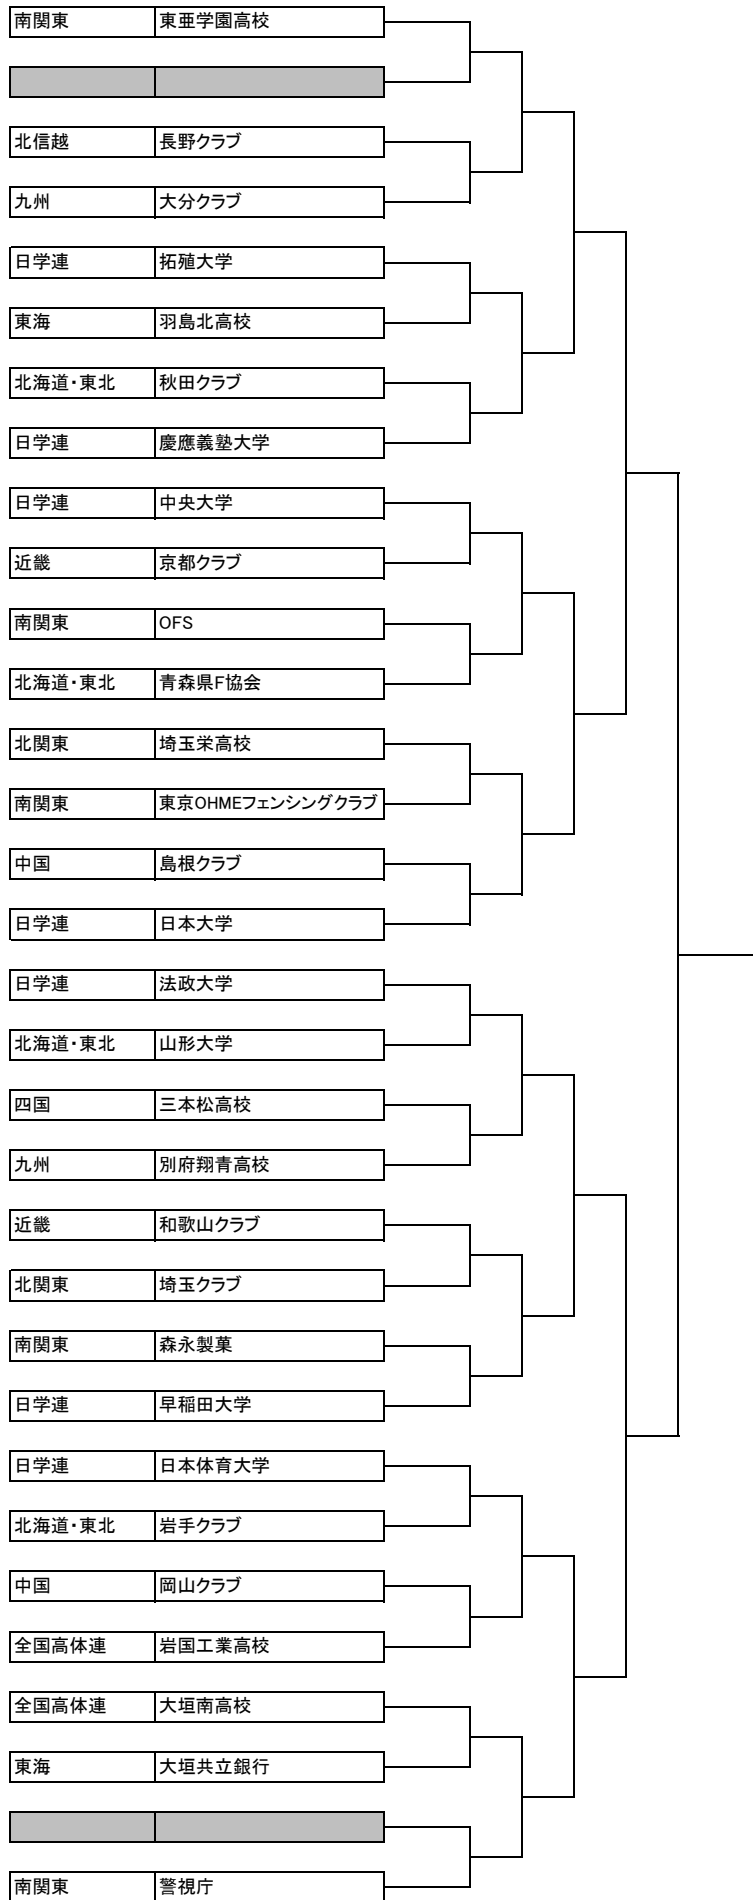 南関東 東亜学園高校
北信越 長野クラブ
九州 大分クラブ
日学連 拓殖大学
東海 羽島北高校
北海道・東北 秋田クラブ
日学連 慶應義塾大学
日学連 中央大学
近畿 京都クラブ
南関東 OFS
北海道・東北 青森県F協会
北関東 埼玉栄高校
南関東 東京OHMEフェンシングクラブ
中国 島根クラブ
日学連 日本大学
日学連 法政大学
北海道・東北 山形大学
四国 三本松高校
九州 別府翔青高校
近畿 和歌山クラブ
北関東 埼玉クラブ
南関東 森永製菓
日学連 早稲田大学
日学連 日本体育大学
北海道・東北 岩手クラブ
中国 岡山クラブ
全国高体連 岩国工業高校
全国高体連 大垣南高校
東海 大垣共立銀行
南関東 警視庁